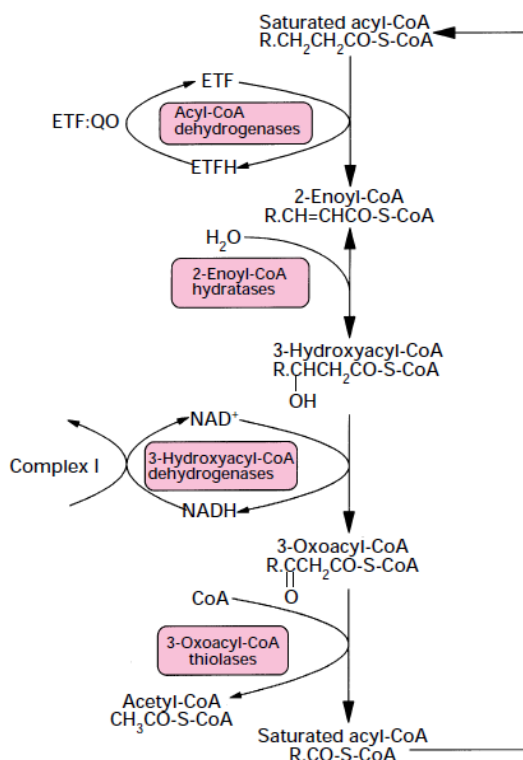 Saturated acyl-CoA
R.CH₂CH₂CO-S-CoA
ETF
ETF:QO
Acyl-CoA
dehydrogenases
ETFH
2-Enoyl-CoA
R.CH=CHCO-S-CoA
H₂O
2-Enoyl-CoA
hydratases
3-Hydroxyacyl-CoA
R.CHCH₂CO-S-CoA
OH
NAD⁺
Complex I
3-Hydroxyacyl-CoA
dehydrogenases
NADH
3-Oxoacyl-CoA
R.CCH₂CO-S-CoA
O
CoA
3-Oxoacyl-CoA
thiolases
Acetyl-CoA
CH₃CO-S-CoA
Saturated acyl-CoA
R.CO-S-CoA